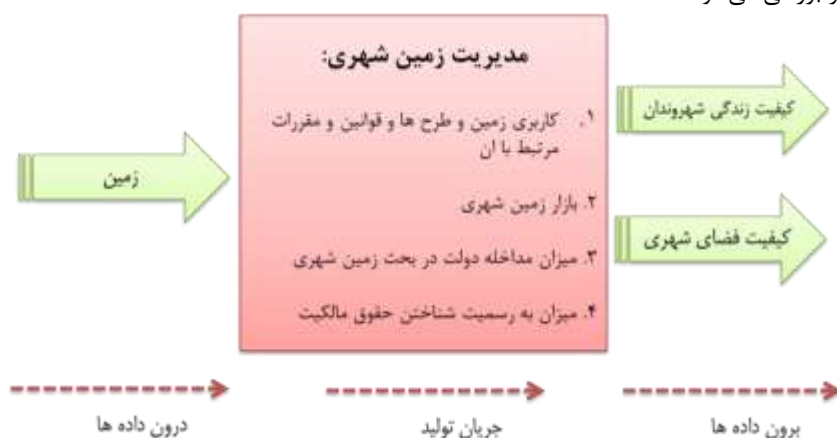 مدیریت زمین شهری:
۱. کاربری زمین و طرح ها و قوانین و مقررات
مرتبط با ان
۲. بازار زمین شهری
۳. میزان مداخله دولت در بحث زمین شهری
۴. میزان به رسمیت شناختن حقوق مالکیت
کیفیت زندگی شهروندان
کیفیت فضای شهری
زمین
درون داده ها
جریان تولید
برون داده ها